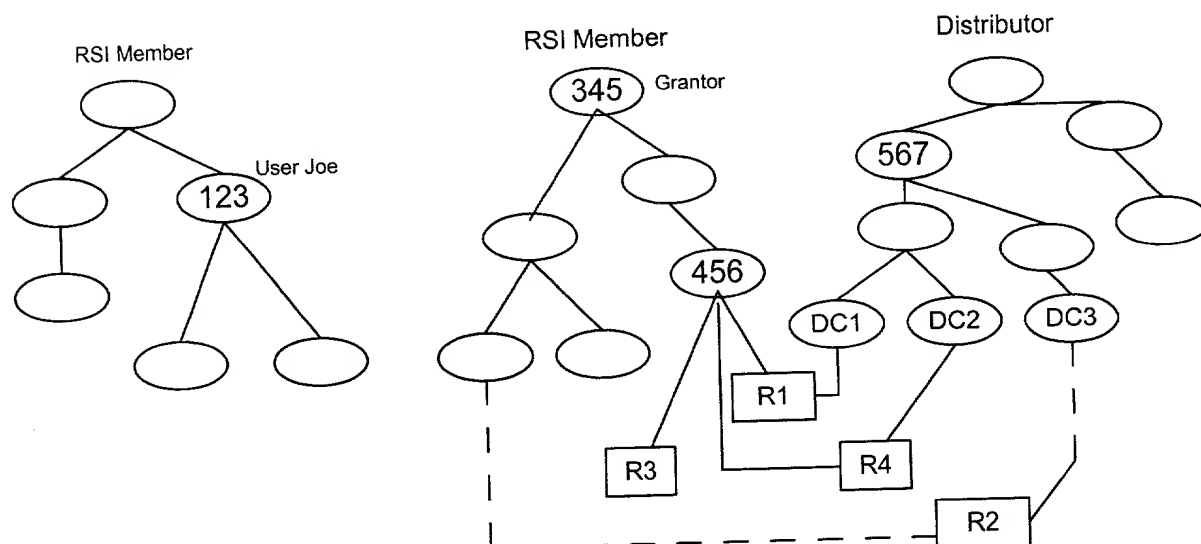 RSI Member
123
User Joe
RSI Member
345
Grantor
456
R3
R1
R4
R2
Distributor
567
DC1
DC2
DC3